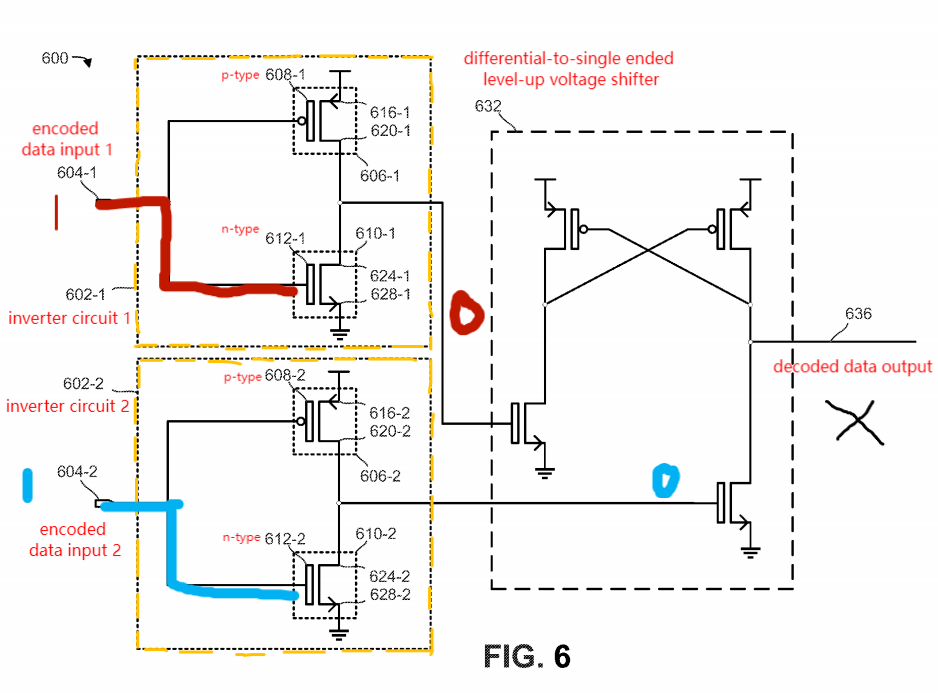 600
p-type 608-1
616-1
620-1
606-1
encoded
data input 1
604-1
1
n-type
612-1
610-1
624-1
628-1
602-1
inverter circuit 1
0
differential-to-single ended
level-up voltage shifter
632
636
decoded data output
X
602-2
inverter circuit 2
p-type 608-2
616-2
620-2
606-2
1
604-2
encoded
data input 2
0
n-type 612-2
610-2
624-2
628-2
FIG. 6